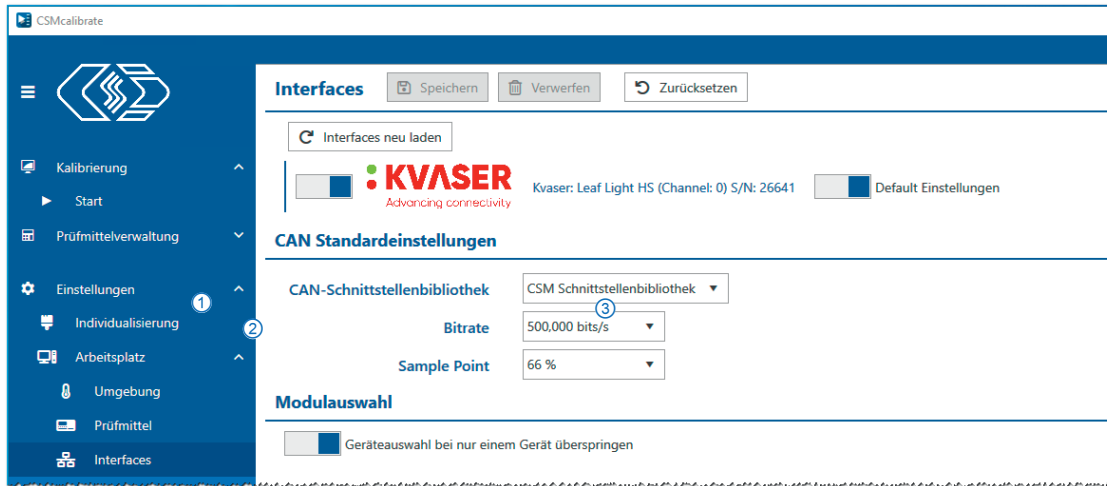 CSMcalibrate
Interfaces Speichern Verwerfen Zurücksetzen
Interfaces neu laden
Kalibrierung
KVASER
Advancing connectivity
Kvaser: Leaf Light HS (Channel: 0) S/N: 26641
Default Einstellungen
Start
Prüfmittelverwaltung
CAN Standardeinstellungen
Einstellungen
1
CAN-Schnittstellenbibliothek CSM Schnittstellenbibliothek
3
Individualisierung
2
Bitrate 500,000 bits/s
Arbeitsplatz
Sample Point 66 %
Umgebung
Modulauswahl
Prüfmittel
Geräteauswahl bei nur einem Gerät überspringen
Interfaces